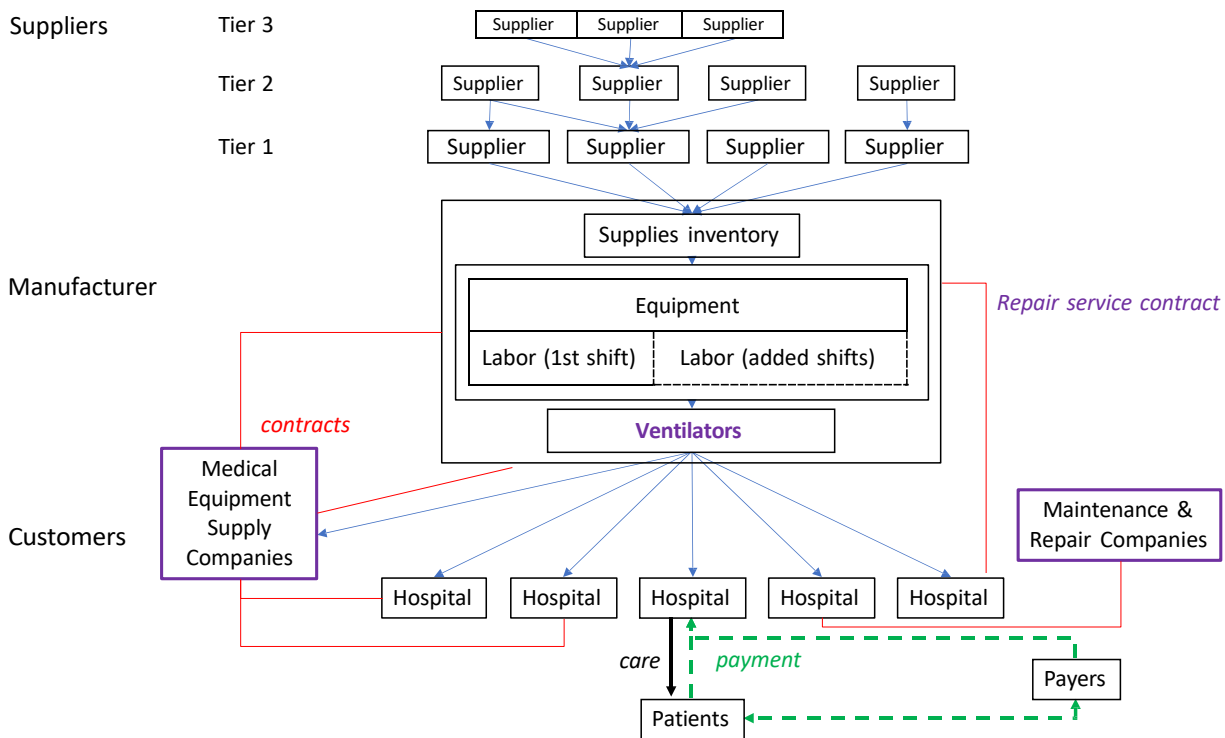 Suppliers
Tier 3
Supplier
Supplier
Supplier
Tier 2
Supplier
Supplier
Supplier
Supplier
Tier 1
Supplier
Supplier
Supplier
Supplier
Supplies inventory
Manufacturer
Equipment
Repair service contract
Labor (1st shift)
Labor (added shifts)
contracts
Ventilators
Medical
Equipment
Supply
Companies
Customers
Maintenance &
Repair Companies
Hospital
Hospital
Hospital
Hospital
Hospital
care
payment
Payers
Patients